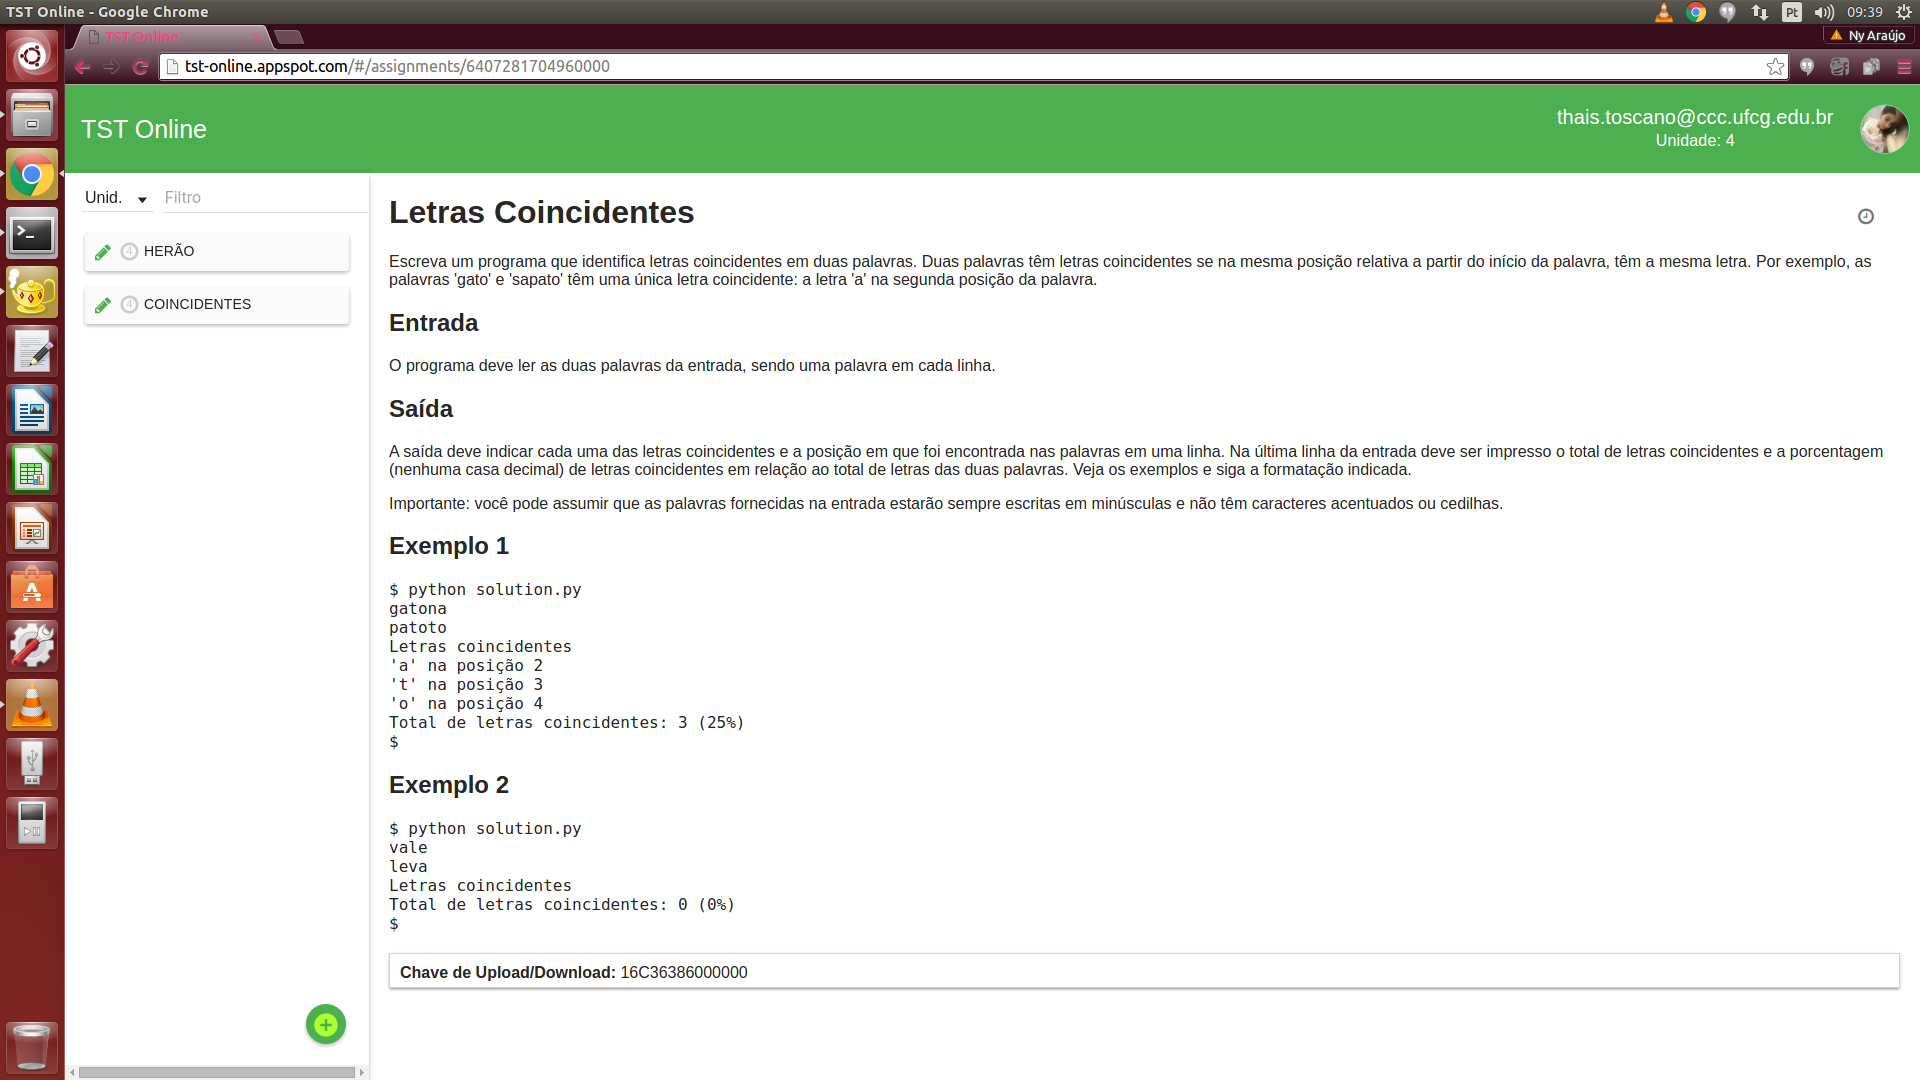 TST Online - Google Chrome
Pt
09:39
TST Online
Ny Araújo
tst-online.appspot.com/#/assignments/6407281704960000
TST Online
thais.toscano@ccc.ufcg.edu.br
Unidade: 4
Unid.
Filtro
4 HERÃO
4 COINCIDENTES
Letras Coincidentes
Escreva um programa que identifica letras coincidentes em duas palavras. Duas palavras têm letras coincidentes se na mesma posição relativa a partir do início da palavra, têm a mesma letra. Por exemplo, as
palavras 'gato' e 'sapato' têm uma única letra coincidente: a letra 'a' na segunda posição da palavra.
Entrada
O programa deve ler as duas palavras da entrada, sendo uma palavra em cada linha.
Saída
A saída deve indicar cada uma das letras coincidentes e a posição em que foi encontrada nas palavras em uma linha. Na última linha da entrada deve ser impresso o total de letras coincidentes e a porcentagem
(nenhuma casa decimal) de letras coincidentes em relação ao total de letras das duas palavras. Veja os exemplos e siga a formatação indicada.
Importante: você pode assumir que as palavras fornecidas na entrada estarão sempre escritas em minúsculas e não têm caracteres acentuados ou cedilhas.
Exemplo 1
$ python solution.py
gatona
patoto
Letras coincidentes
'a' na posição 2
't' na posição 3
'o' na posição 4
Total de letras coincidentes: 3 (25%)
$
Exemplo 2
$ python solution.py
vale
leva
Letras coincidentes
Total de letras coincidentes: 0 (0%)
$
Chave de Upload/Download: 16C36386000000